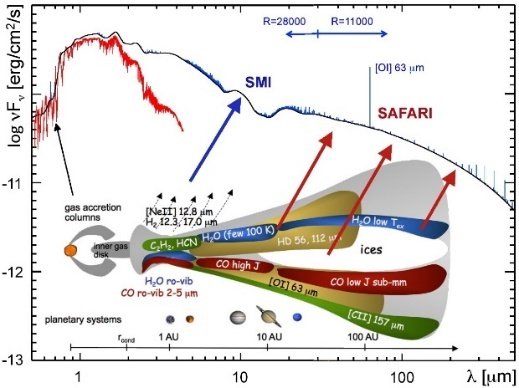 R=28000 R=11000
log νFν [erg/cm²/s]
[OI] 63 μm
SMI
SAFARI
-11
gas accretion
columns
[NeII] 12.8 μm
H₂ 12.3, 17.0 μm
H₂O low Tex
H₂O (few 100 K)
C₂H₂, HCN
HD 56, 112 μm
inner gas
disk
ices
CO high J
CO low J sub-mm
H₂O ro-vib
CO ro-vib 2-5 μm
[OI] 63 μm
[CII] 157 μm
-12
planetary systems
rcond 1 AU 10 AU 100 AU
-13
1 10 100 λ [μm]